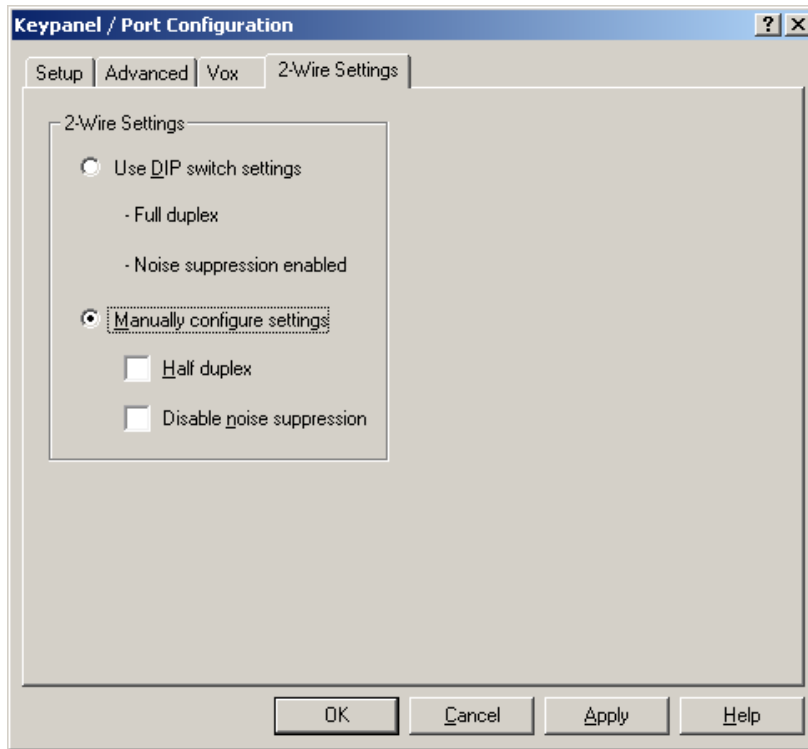 Keypanel / Port Configuration
Setup
Advanced
Vox
2-Wire Settings
2-Wire Settings
Use DIP switch settings
- Full duplex
- Noise suppression enabled
Manually configure settings
Half duplex
Disable noise suppression
OK
Cancel
Apply
Help